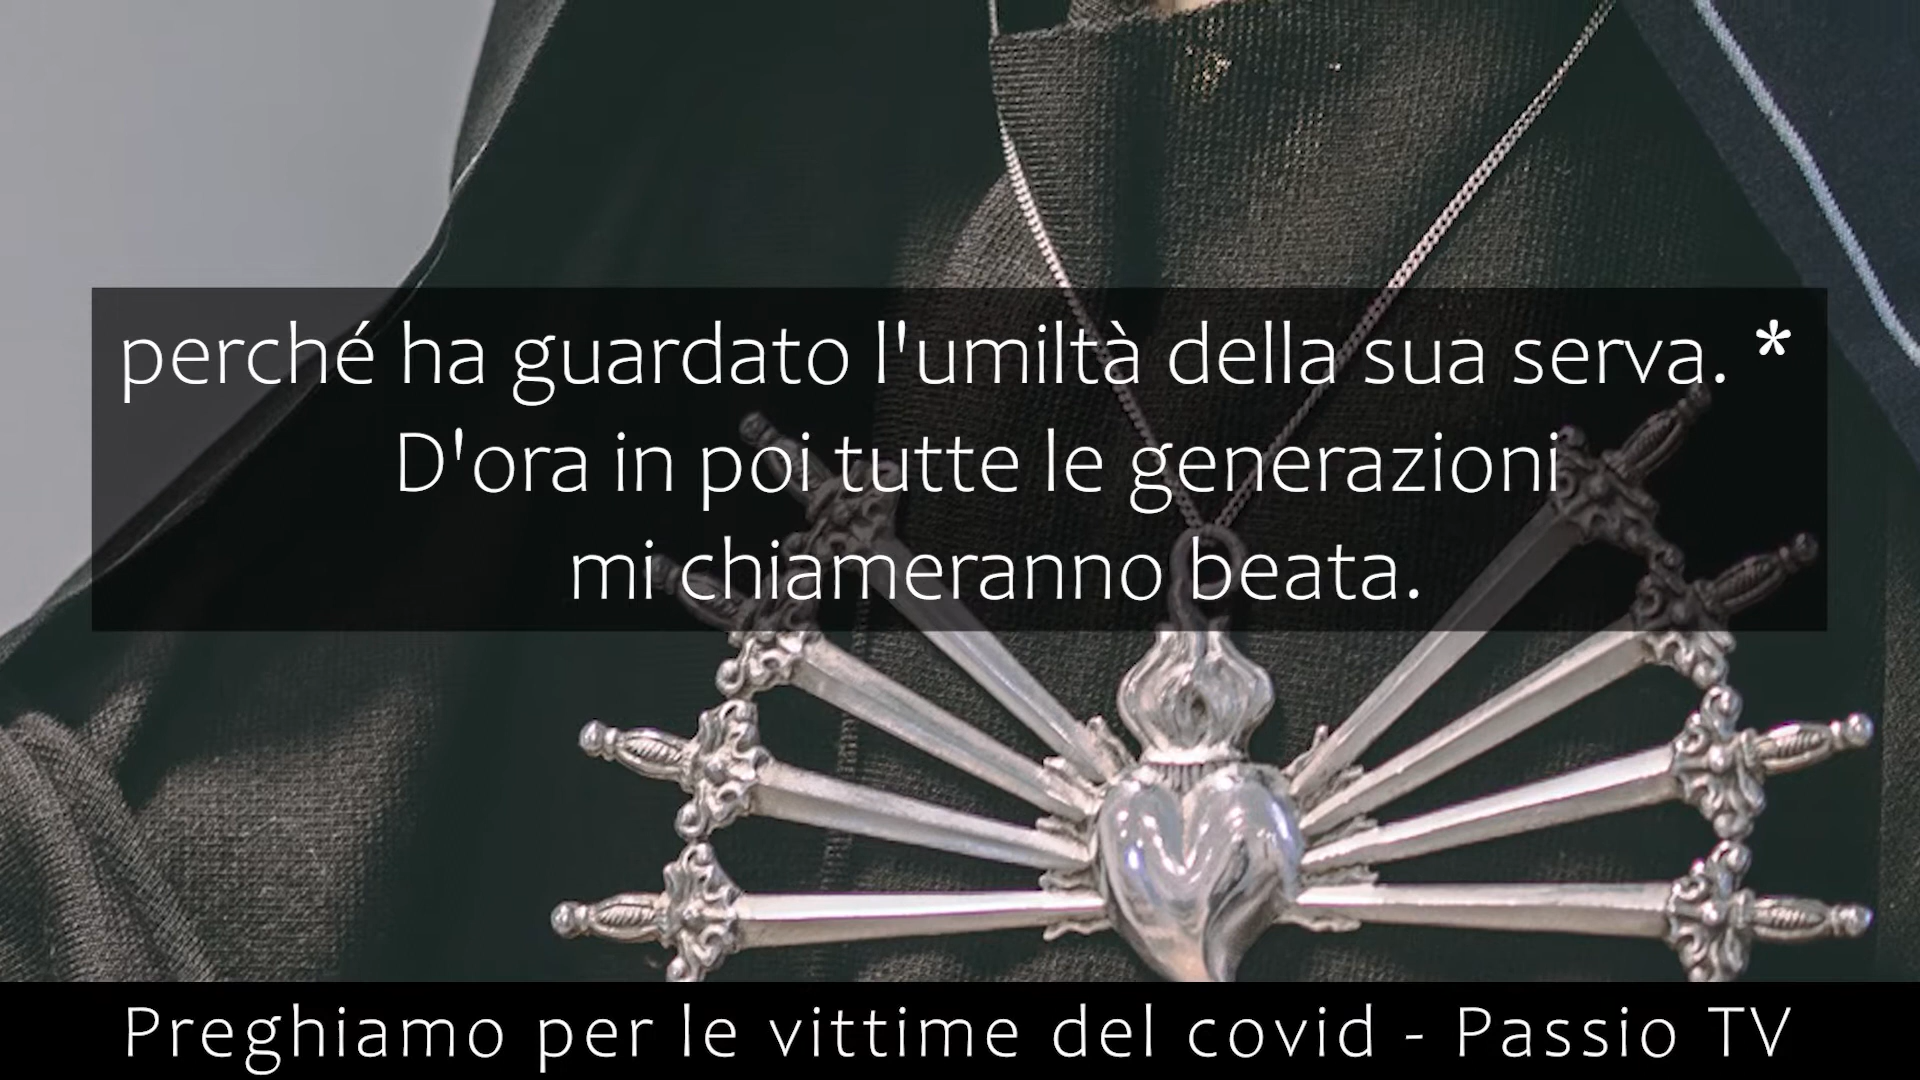 perché ha guardato l'umiltà della sua serva. *
D'ora in poi tutte le generazioni
mi chiameranno beata.
Preghiamo per le vittime del covid - Passio TV